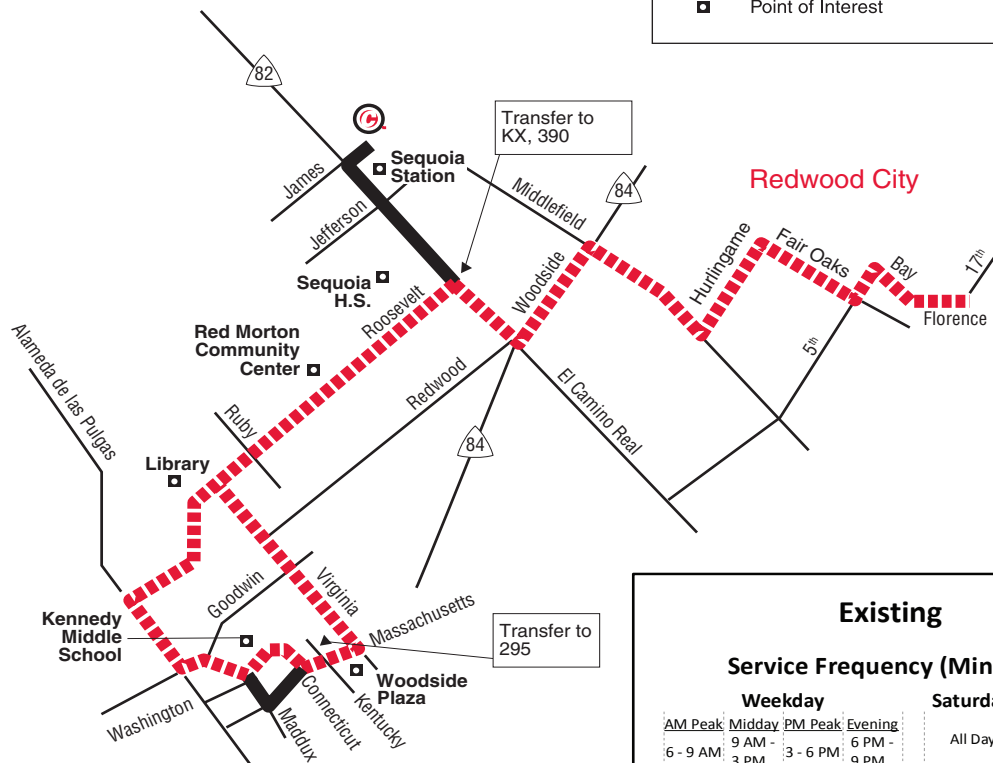 Point of Interest
82
C
Transfer to
KX, 390
James
Sequoia
Station
Middlefield
84
Redwood City
Jefferson
Sequoia
H.S.
Roosevelt
Woodside
Hurlingame
Fair Oaks
Bay
17th
Florence
Red Morton
Community
Center
Alameda de las Pulgas
Redwood
El Camino Real
5th
Ruby
84
Library
Goodwin
Virginia
Massachusetts
Kennedy
Middle
School
Transfer to
295
Woodside
Plaza
Washington
Maddux
Connecticut
Kentucky
Existing
Service Frequency (Min
Weekday
Saturda
AM Peak Midday PM Peak Evening
6 - 9 AM 9 AM - 3 - 6 PM 6 PM - All Day
3 PM 9 PM